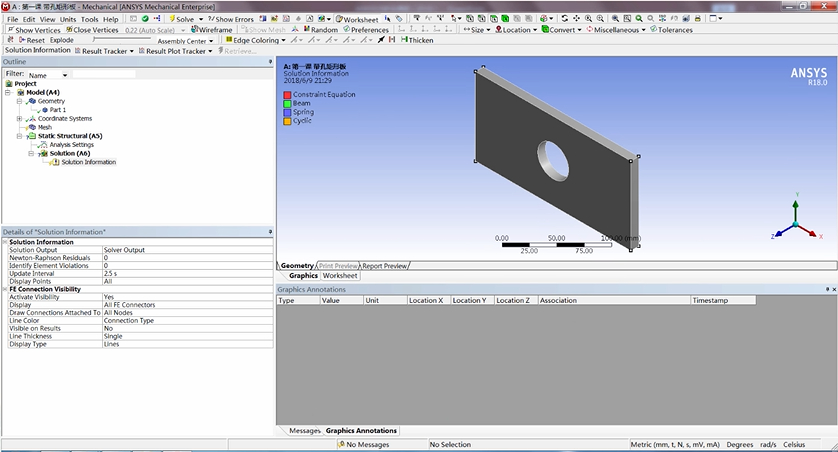 A : 第一课 带孔矩形板 - Mechanical [ANSYS Mechanical Enterprise]
File Edit View Units Tools Help Solve Show Errors Worksheet
Show Vertices Close Vertices 0.22 (Auto Scale) Wireframe Show Mesh Random Preferences Size Location Convert Miscellaneous Tolerances
Reset Explode Assembly Center Edge Coloring Thicken
Solution Information Result Tracker Result Plot Tracker Retrieve...
Outline
Filter: Name
Project
Model (A4)
Geometry
Part 1
Coordinate Systems
Mesh
Static Structural (A5)
Analysis Settings
Solution (A6)
Solution Information
Details of "Solution Information"
Solution Information
Solution Output Solver Output
Newton-Raphson Residuals 0
Identify Element Violations 0
Update Interval 2.5 s
Display Points All
FE Connection Visibility
Activate Visibility Yes
Display All FE Connectors
Draw Connections Attached To All Nodes
Line Color Connection Type
Visible on Results No
Line Thickness Single
Display Type Lines
A: 第一课 带孔矩形板
Solution Information
2018/6/9 21:29
Constraint Equation
Beam
Spring
Cyclic
ANSYS
R18.0
0.00 50.00 100.00 (mm)
25.00 75.00
Y
Z X
Geometry Print Preview Report Preview
Graphics Worksheet
Graphics Annotations
Type Value Unit Location X Location Y Location Z Association Timestamp
Messages Graphics Annotations
No Messages No Selection Metric (mm, t, N, s, mV, mA) Degrees rad/s Celsius